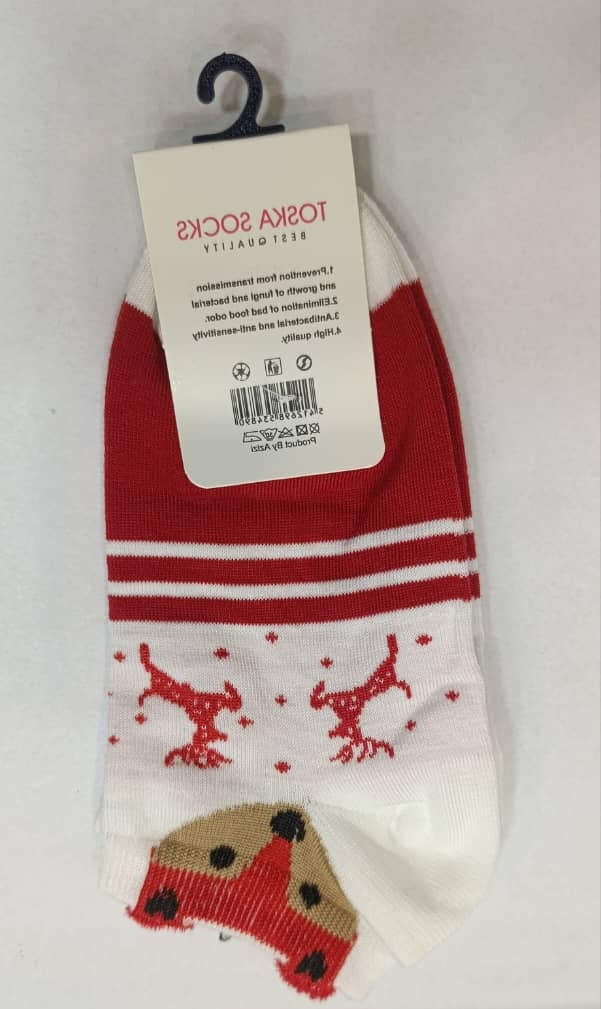 TOSKA SOCKS
BEST QUALITY
1.Prevention from transmission
and growth of fungi and bacterial
2.Elimination of bad food odor.
3.Antibacterial and anti-sensitivity
4.High quality.
5412698534890
Product By Azizi